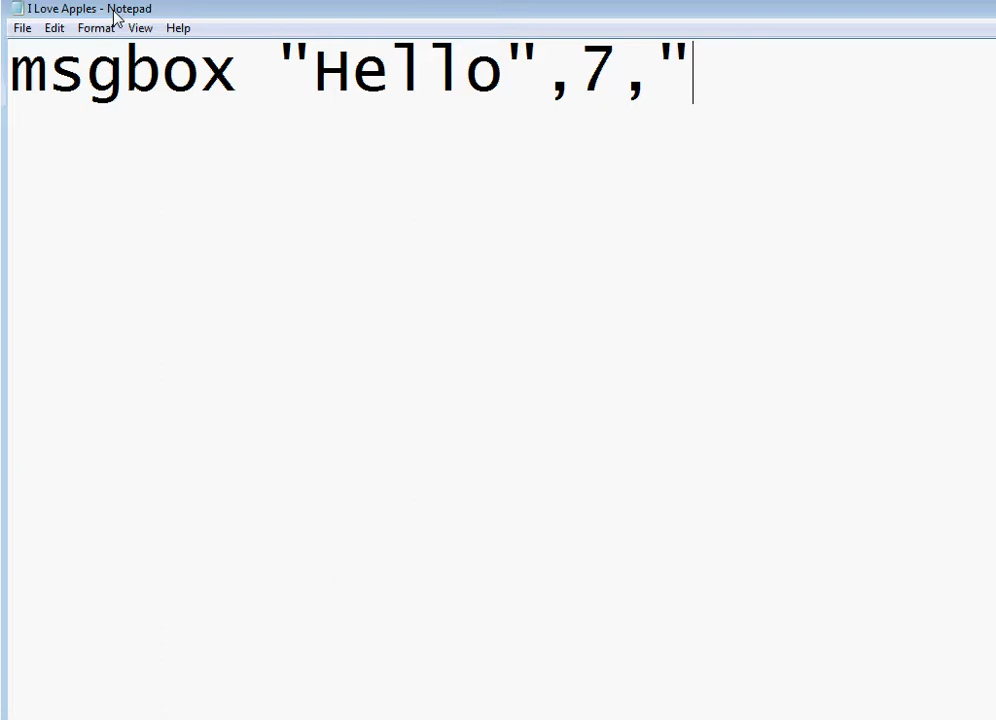 I Love Apples - Notepad
File Edit Format View Help
msgbox "Hello",7,"